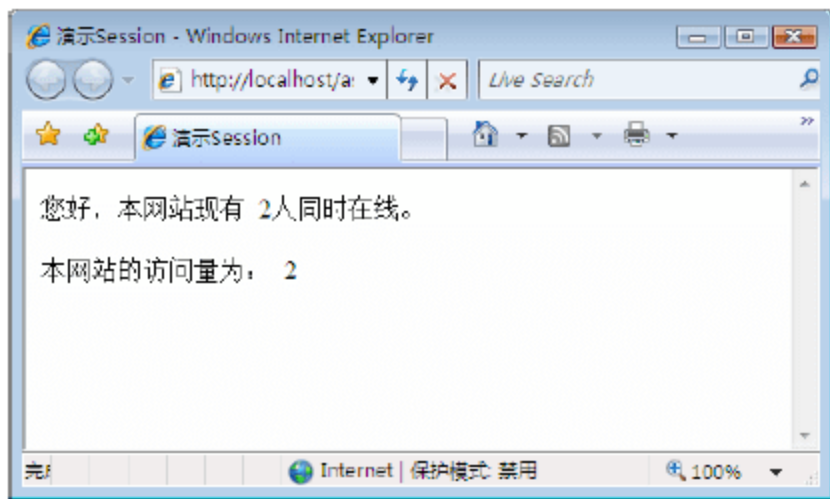 演示Session - Windows Internet Explorer
http://localhost/a
Live Search
演示Session
您好，本网站现有 2人同时在线。
本网站的访问量为： 2
Internet | 保护模式: 禁用
100%